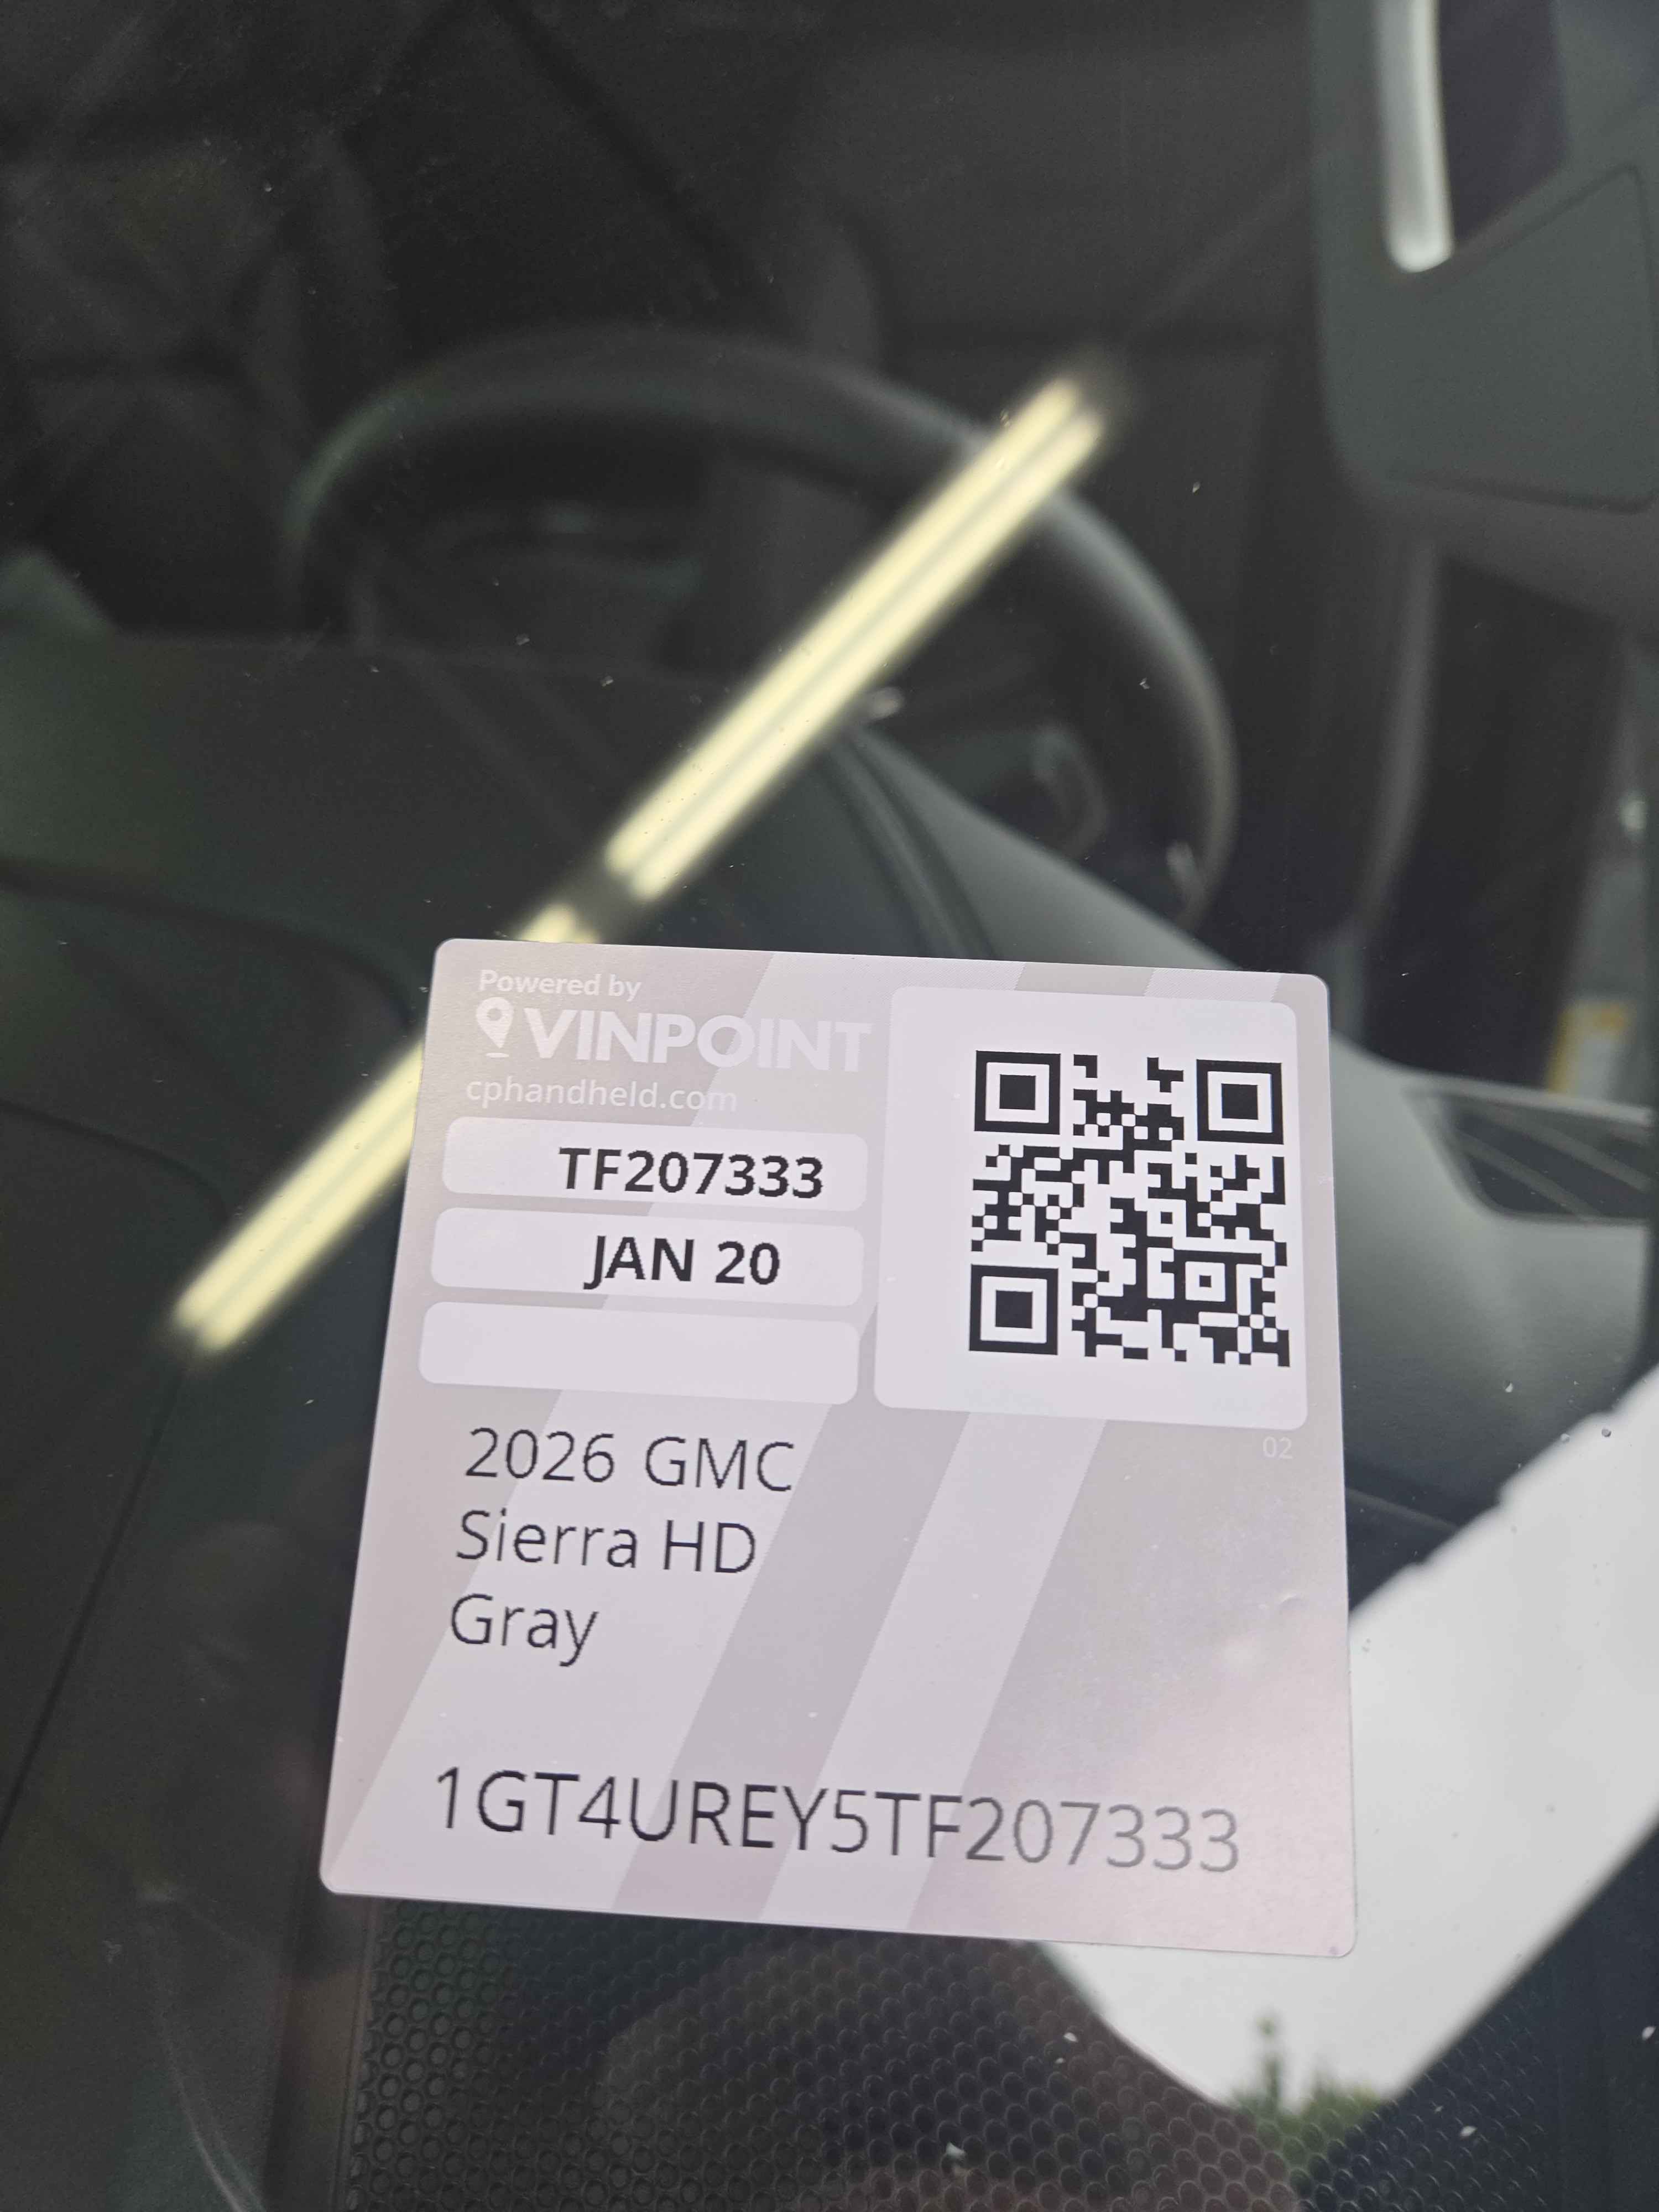 Powered by
VINPOINT
cphandheld.com
TF207333
JAN 20
2026 GMC
Sierra HD
Gray
02
1GT4UREY5TF207333